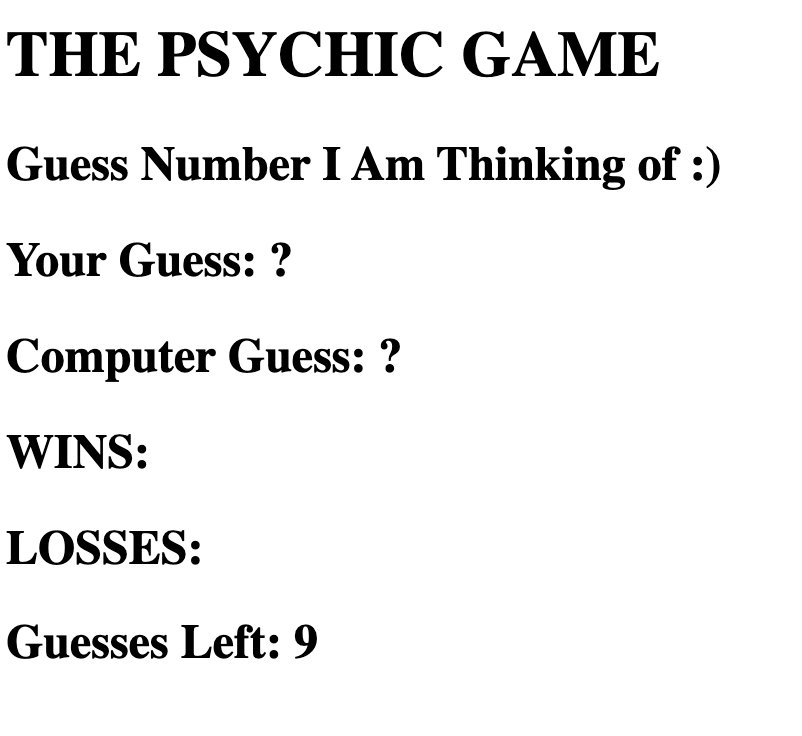 THE PSYCHIC GAME
Guess Number I Am Thinking of :)
Your Guess: ?
Computer Guess: ?
WINS:
LOSSES:
Guesses Left: 9